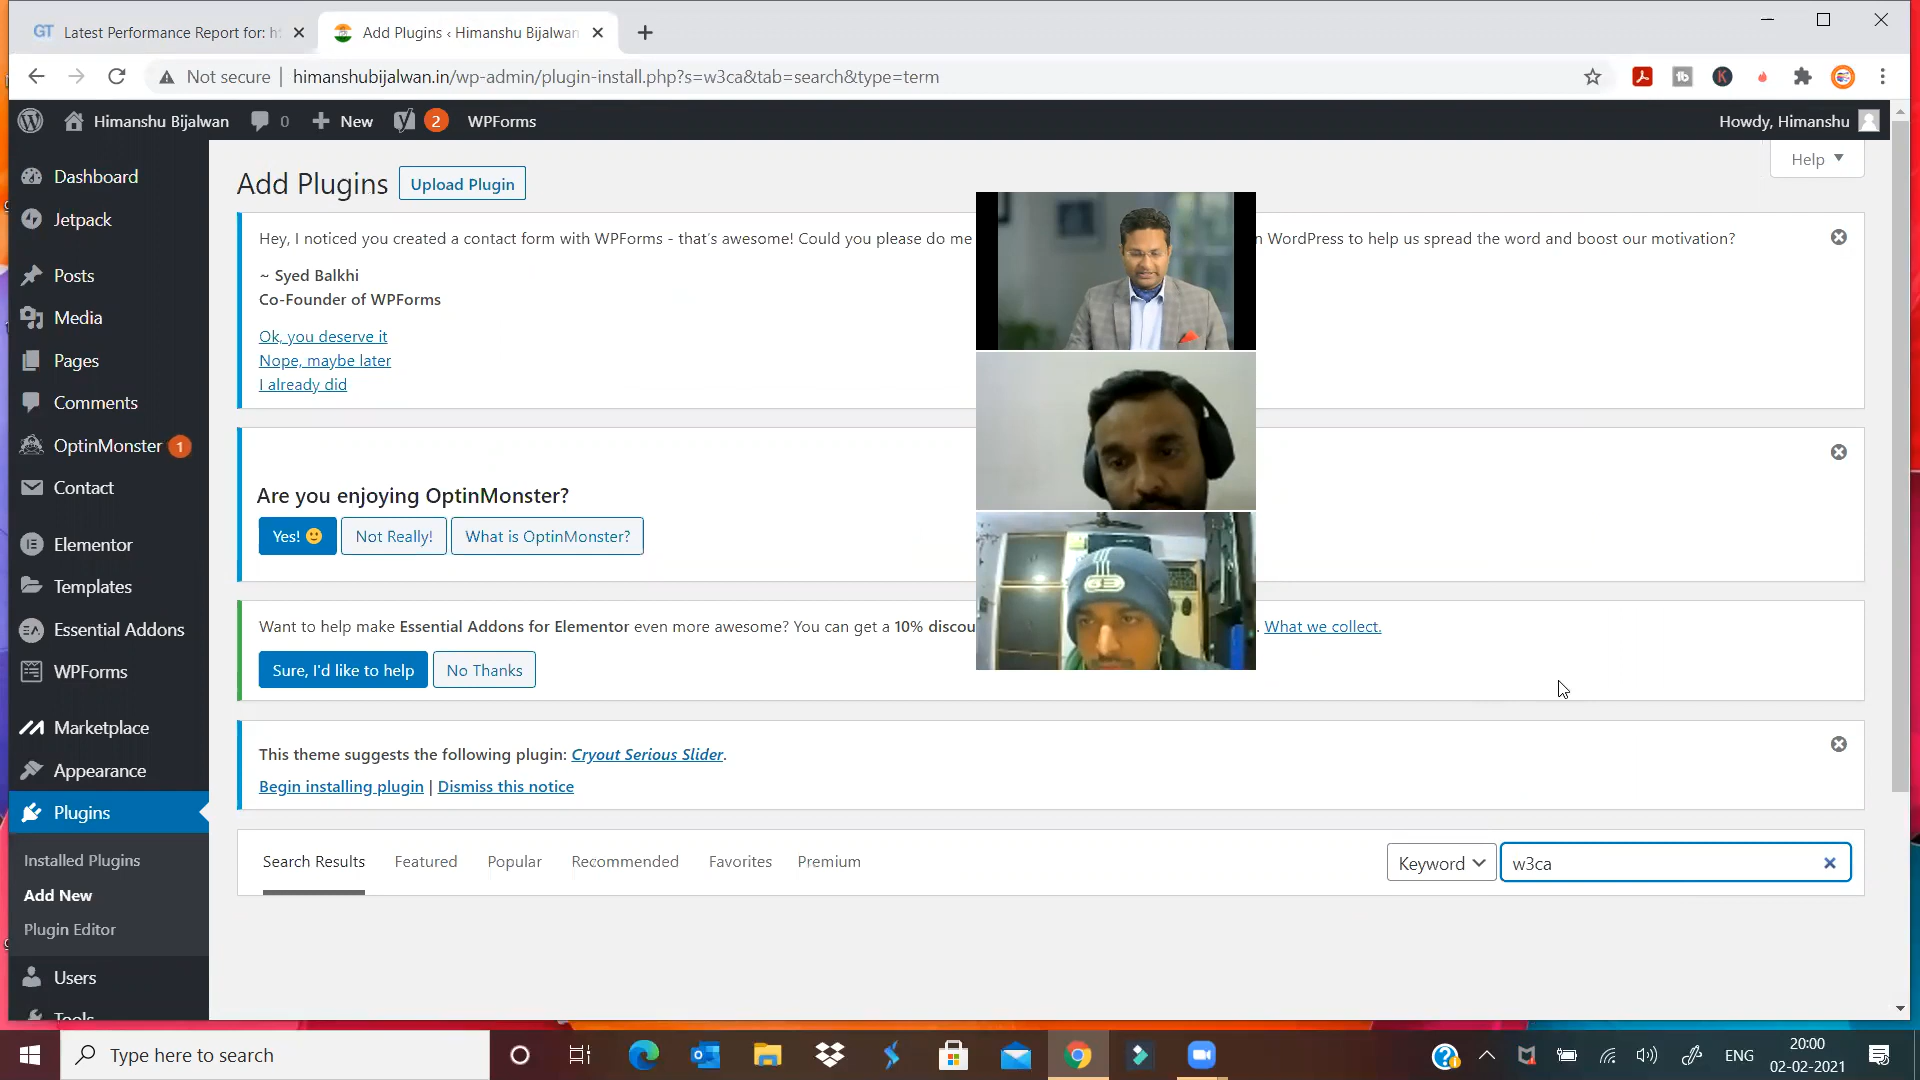 GT Latest Performance Report for: h
Add Plugins ‹ Himanshu Bijalwan
Not secure himanshubijalwan.in/wp-admin/plugin-install.php?s=w3ca&tab=search&type=term
Himanshu Bijalwan 0 New 2 WPForms Howdy, Himanshu
Help
Dashboard
Jetpack
Posts
Media
Pages
Comments
OptinMonster 1
Contact
Elementor
Templates
Essential Addons
WPForms
Marketplace
Appearance
Plugins
Installed Plugins
Add New
Plugin Editor
Users
Tools
Add Plugins Upload Plugin
Hey, I noticed you created a contact form with WPForms - that's awesome! Could you please do me n WordPress to help us spread the word and boost our motivation?
~ Syed Balkhi
Co-Founder of WPForms
Ok, you deserve it
Nope, maybe later
I already did
Are you enjoying OptinMonster?
Yes! Not Really! What is OptinMonster?
Want to help make Essential Addons for Elementor even more awesome? You can get a 10% discou . What we collect.
Sure, I'd like to help No Thanks
This theme suggests the following plugin: Cryout Serious Slider.
Begin installing plugin | Dismiss this notice
Search Results Featured Popular Recommended Favorites Premium Keyword w3ca
Type here to search
ENG
20:00
02-02-2021